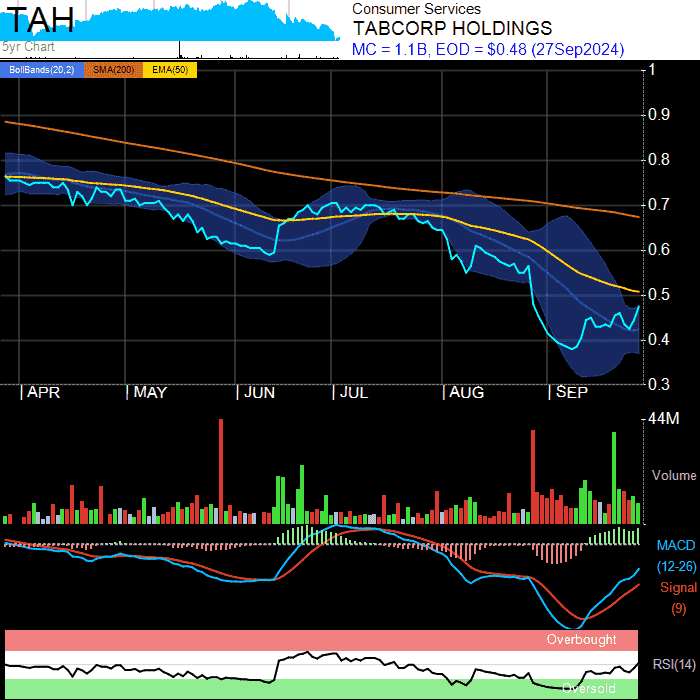 TAH
5yr Chart
Consumer Services
TABCORP HOLDINGS
MC = 1.1B, EOD = $0.48 (27Sep2024)
BollBands(20,2) SMA(200) EMA(50)
1
0.9
0.8
0.7
0.6
0.5
0.4
0.3
APR MAY JUN JUL AUG SEP
44M
Volume
MACD
(12-26)
Signal
(9)
Overbought
RSI(14)
Oversold